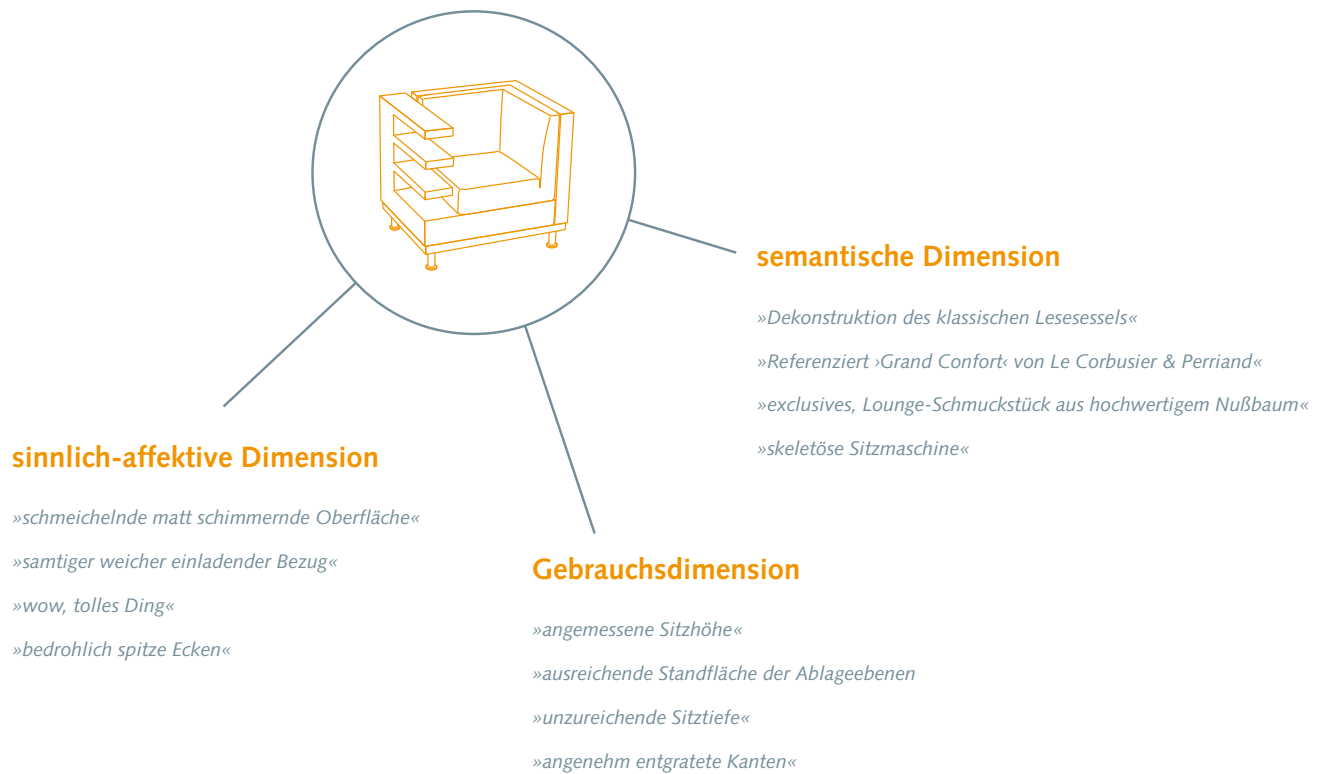 semantische Dimension
»Dekonstruktion des klassischen Lesesessels«
»Referenziert ›Grand Confort‹ von Le Corbusier & Perriand«
»exclusives, Lounge-Schmuckstück aus hochwertigem Nußbaum«
»skeletöse Sitzmaschine«
sinnlich-affektive Dimension
»schmeichelnde matt schimmernde Oberfläche«
»samtiger weicher einladender Bezug«
»wow, tolles Ding«
»bedrohlich spitze Ecken«
Gebrauchsdimension
»angemessene Sitzhöhe«
»ausreichende Standfläche der Ablageebenen
»unzureichende Sitztiefe«
»angenehm entgratete Kanten«